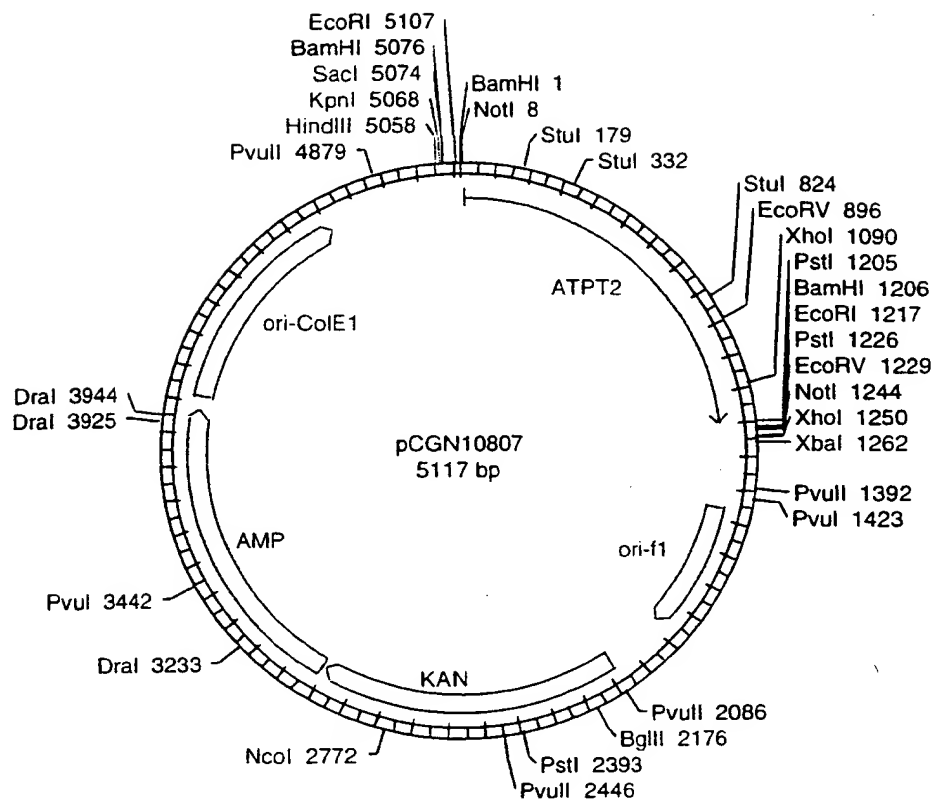 EcoRI 5107
BamHI 5076
SacI 5074
KpnI 5068
HindIII 5058
PvuII 4879
BamHI 1
NotI 8
StuI 179
StuI 332
StuI 824
EcoRV 896
XhoI 1090
PstI 1205
BamHI 1206
EcoRI 1217
PstI 1226
EcoRV 1229
NotI 1244
XhoI 1250
XbaI 1262
PvuII 1392
PvuI 1423
ATPT2
ori-ColE1
DraI 3944
DraI 3925
pCGN10807
5117 bp
ori-f1
AMP
PvuI 3442
DraI 3233
KAN
PvuII 2086
BglII 2176
NcoI 2772
PstI 2393
PvuII 2446